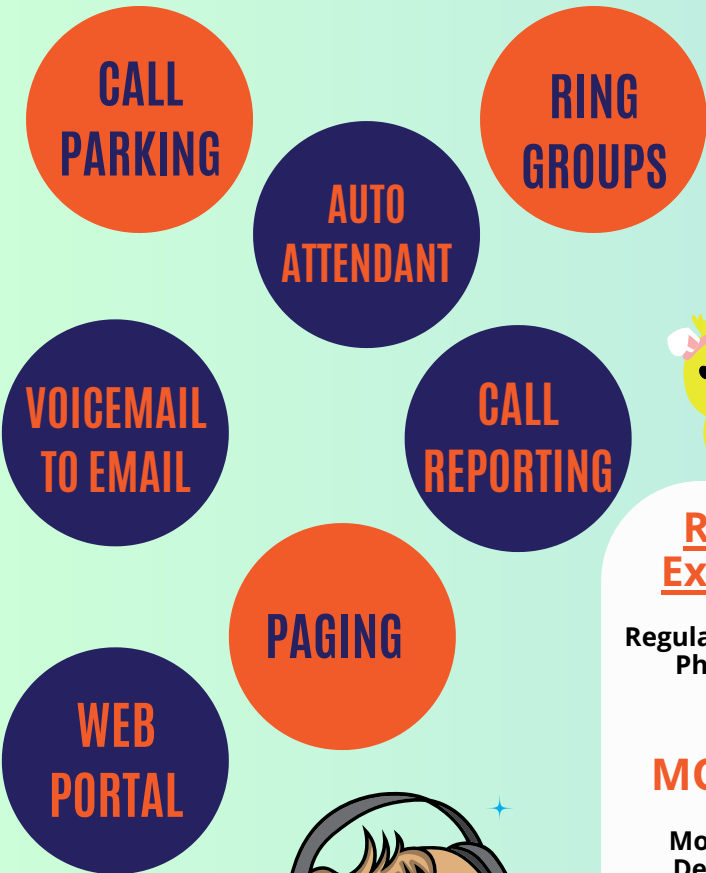 CALL
PARKING
RING
GROUPS
AUTO
ATTENDANT
VOICEMAIL
TO EMAIL
CALL
REPORTING
PAGING
WEB
PORTAL